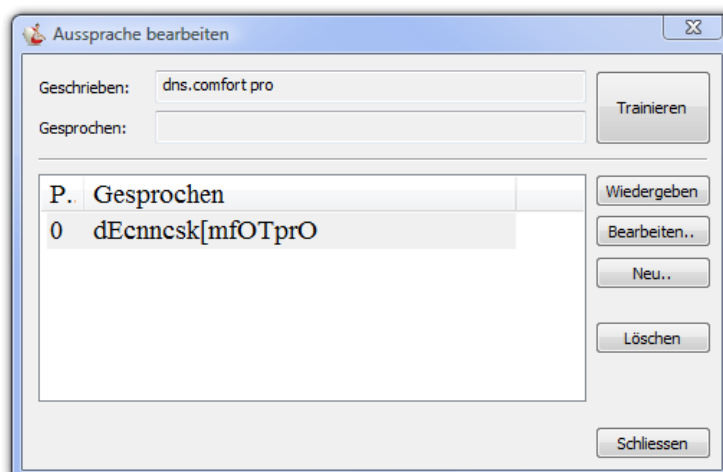 Aussprache bearbeiten
Geschrieben: dns.comfort pro
Trainieren
Gesprochen:
P.. Gesprochen
Wiedergeben
0 dEcnncsk[mfOTprO
Bearbeiten..
Neu..
Löschen
Schliessen